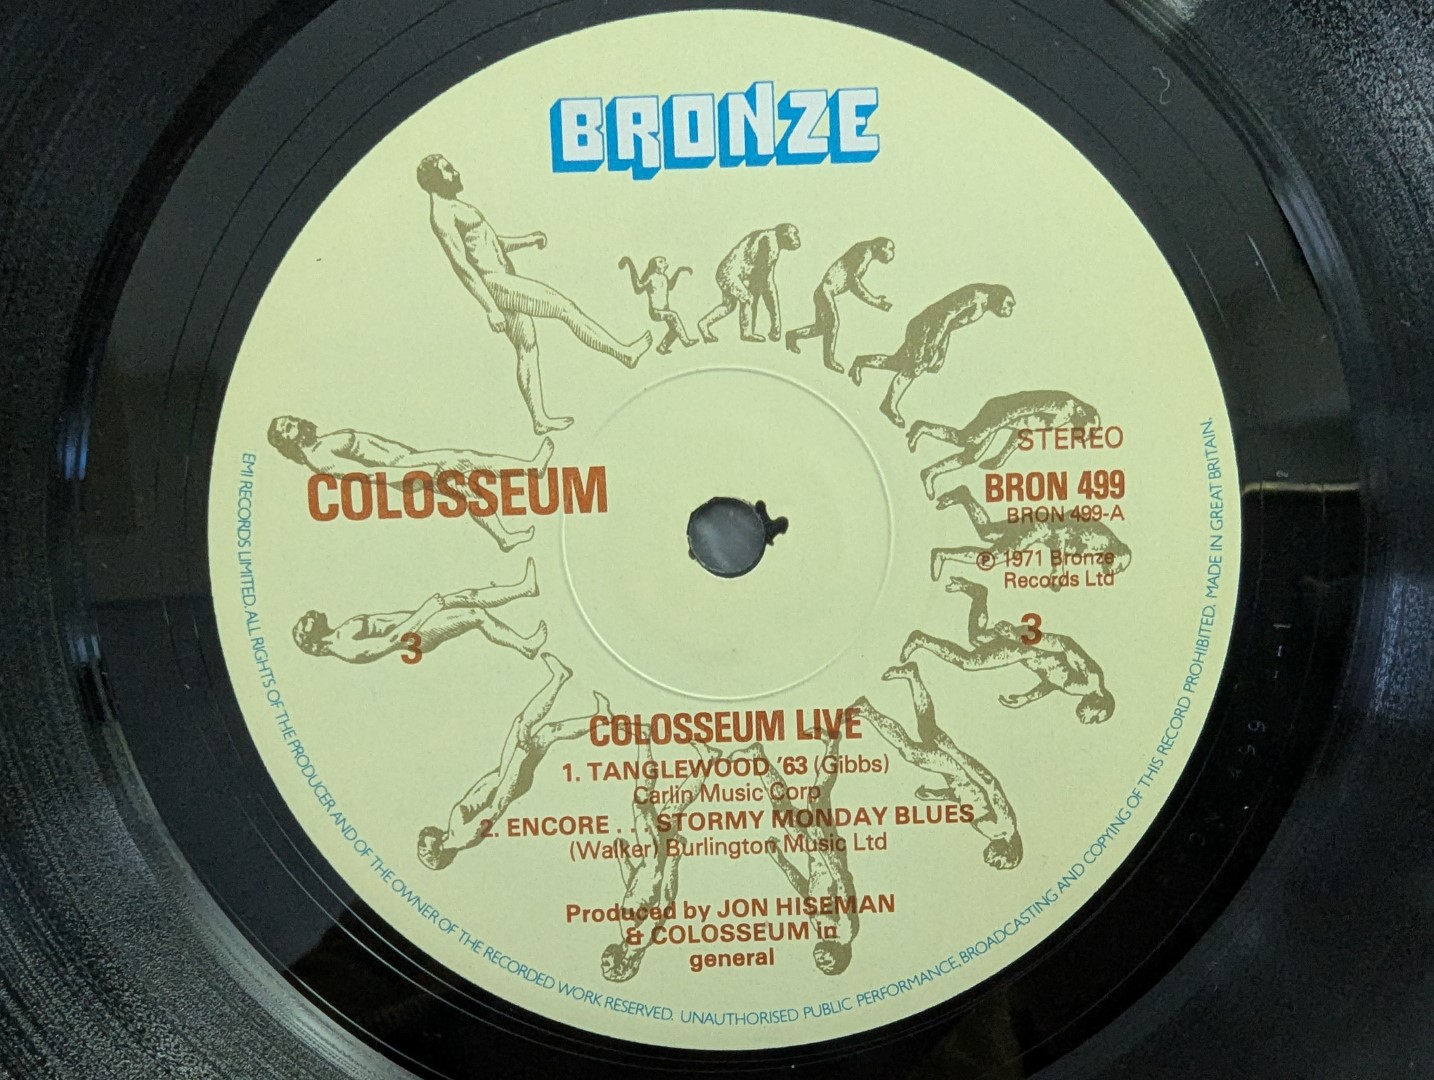 BRONZE
COLOSSEUM
STEREO
BRON 499
BRON 499-A
Ⓟ 1971 Bronze
Records Ltd
3
3
COLOSSEUM LIVE
1. TANGLEWOOD '63 (Gibbs)
Carlin Music Corp
2. ENCORE . . . STORMY MONDAY BLUES
(Walker) Burlington Music Ltd
Produced by JON HISEMAN
& COLOSSEUM in
general
EMI RECORDS LIMITED. ALL RIGHTS OF THE PRODUCER AND OF THE OWNER OF THE RECORDED WORK RESERVED. UNAUTHORISED PUBLIC PERFORMANCE, BROADCASTING AND COPYING OF THIS RECORD PROHIBITED. MADE IN GREAT BRITAIN.